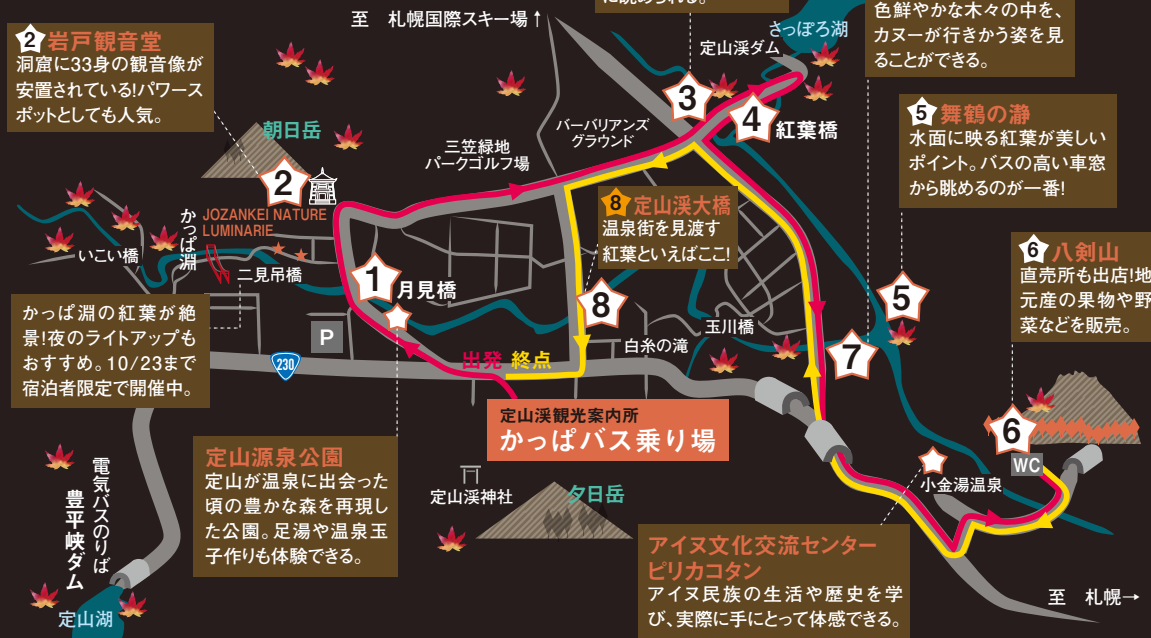 に眺められる。
至 札幌国際スキー場↑
さっぽろ湖
定山渓ダム
色鮮やかな木々の中を、
カヌーが行きかう姿を見
ることができる。
2 岩戸観音堂
洞窟に33身の観音像が
安置されている!パワース
ポットとしても人気。
朝日岳
2
三笠緑地
パークゴルフ場
バーバリアンズ
グラウンド
3
4
紅葉橋
5 舞鶴の瀞
水面に映る紅葉が美しい
ポイント。バスの高い車窓
から眺めるのが一番!
8 定山渓大橋
温泉街を見渡す
紅葉といえばここ!
JOZANKEI NATURE
LUMINARIE
かっぱ淵
いこい橋
二見吊橋
1
月見橋
8
5
7
6 八剣山
直売所も出店!地
元産の果物や野
菜などを販売。
かっぱ淵の紅葉が絶
景!夜のライトアップも
おすすめ。10/23まで
宿泊者限定で開催中。
P
230
出発 終点
玉川橋
白糸の滝
定山渓観光案内所
かっぱバス乗り場
6
WC
小金湯温泉
定山源泉公園
定山が温泉に出会った
頃の豊かな森を再現し
た公園。足湯や温泉玉
子作りも体験できる。
定山渓神社
夕日岳
電気バスのりば
豊平峡ダム
定山湖
アイヌ文化交流センター
ピリカコタン
アイヌ民族の生活や歴史を学
び、実際に手にとって体感できる。
至 札幌→